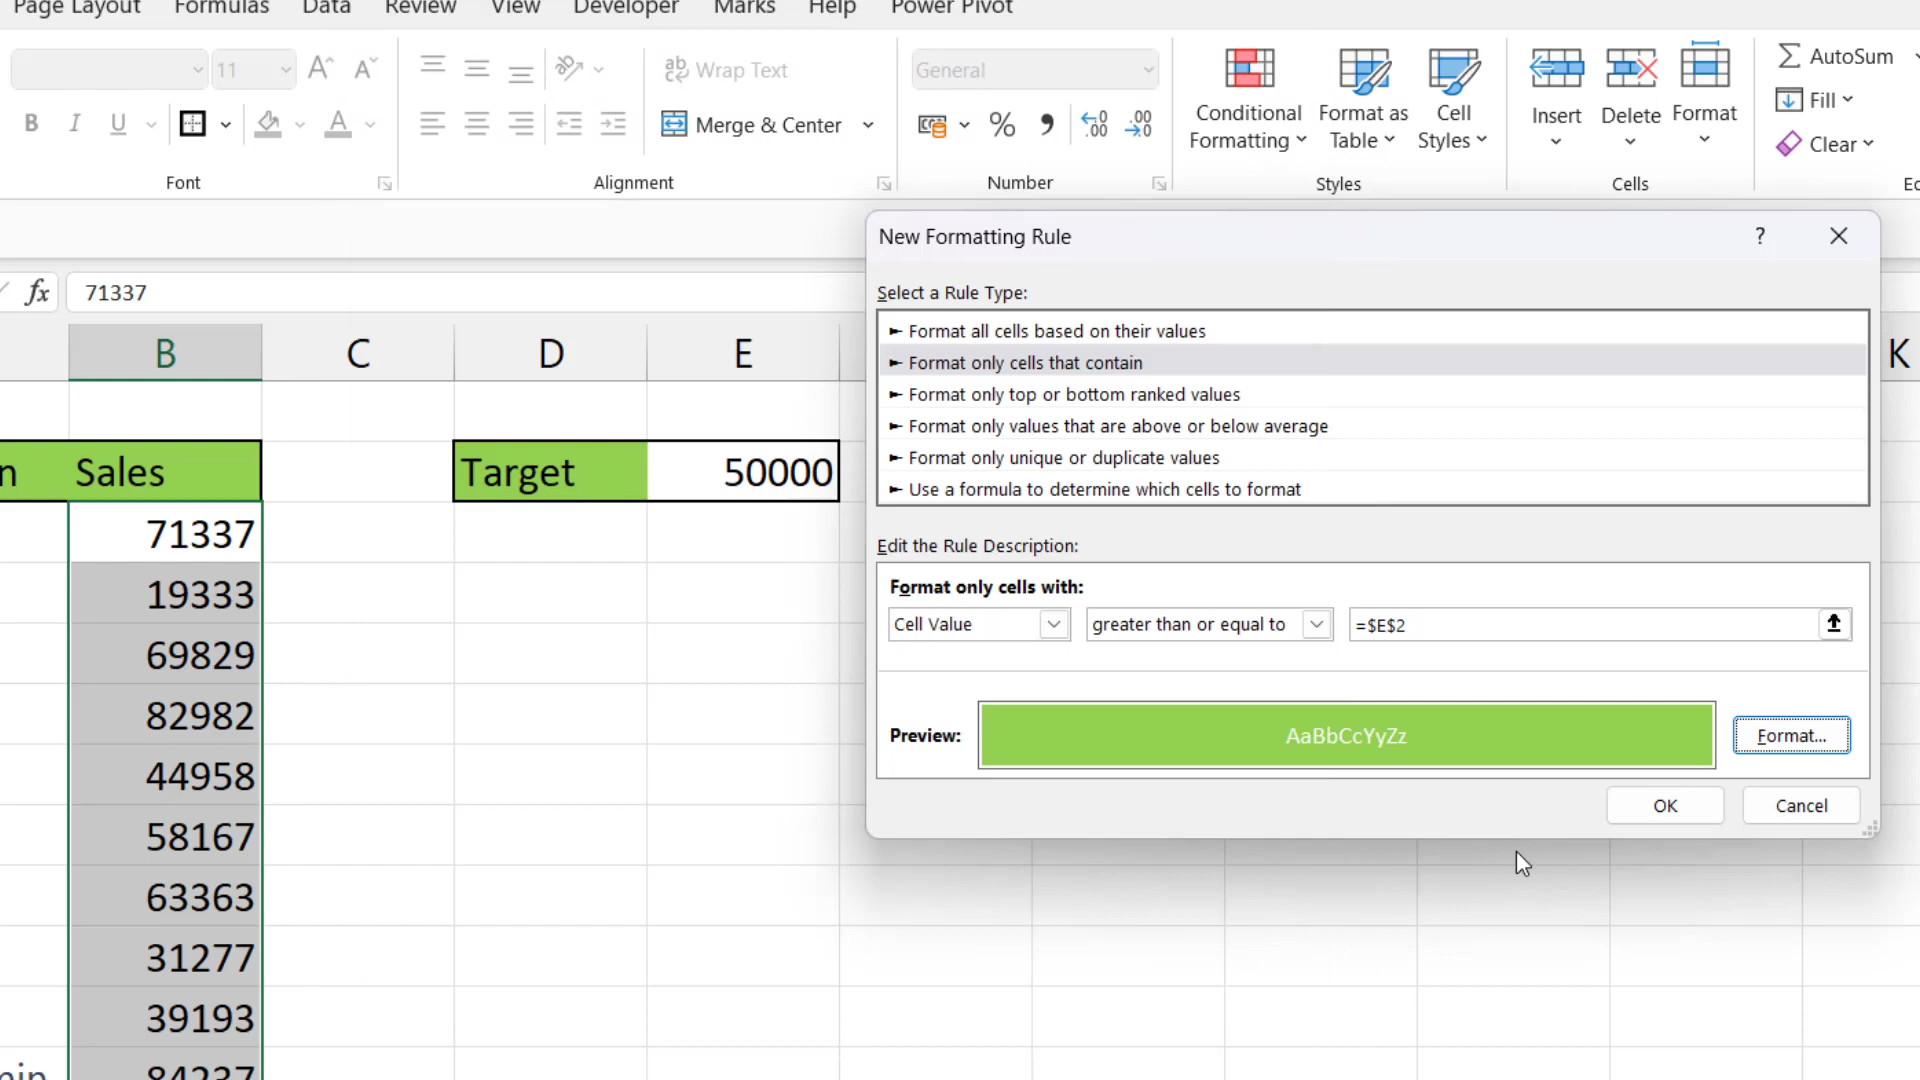 Page Layout Formulas Data Review View Developer Marks Help Power Pivot
11 A^ A˅ ab Wrap Text General Conditional Formatting Format as Table Cell Styles Insert Delete Format AutoSum
Fill
B I U A Merge & Center % , .00 .0 Clear
Font Alignment Number Styles Cells
fx 71337
B C D E K
n Sales Target 50000
71337
19333
69829
82982
44958
58167
63363
31277
39193
84237
New Formatting Rule ?
Select a Rule Type:
► Format all cells based on their values
► Format only cells that contain
► Format only top or bottom ranked values
► Format only values that are above or below average
► Format only unique or duplicate values
► Use a formula to determine which cells to format
Edit the Rule Description:
Format only cells with:
Cell Value greater than or equal to =$E$2
Preview: AaBbCcYyZz Format...
OK Cancel